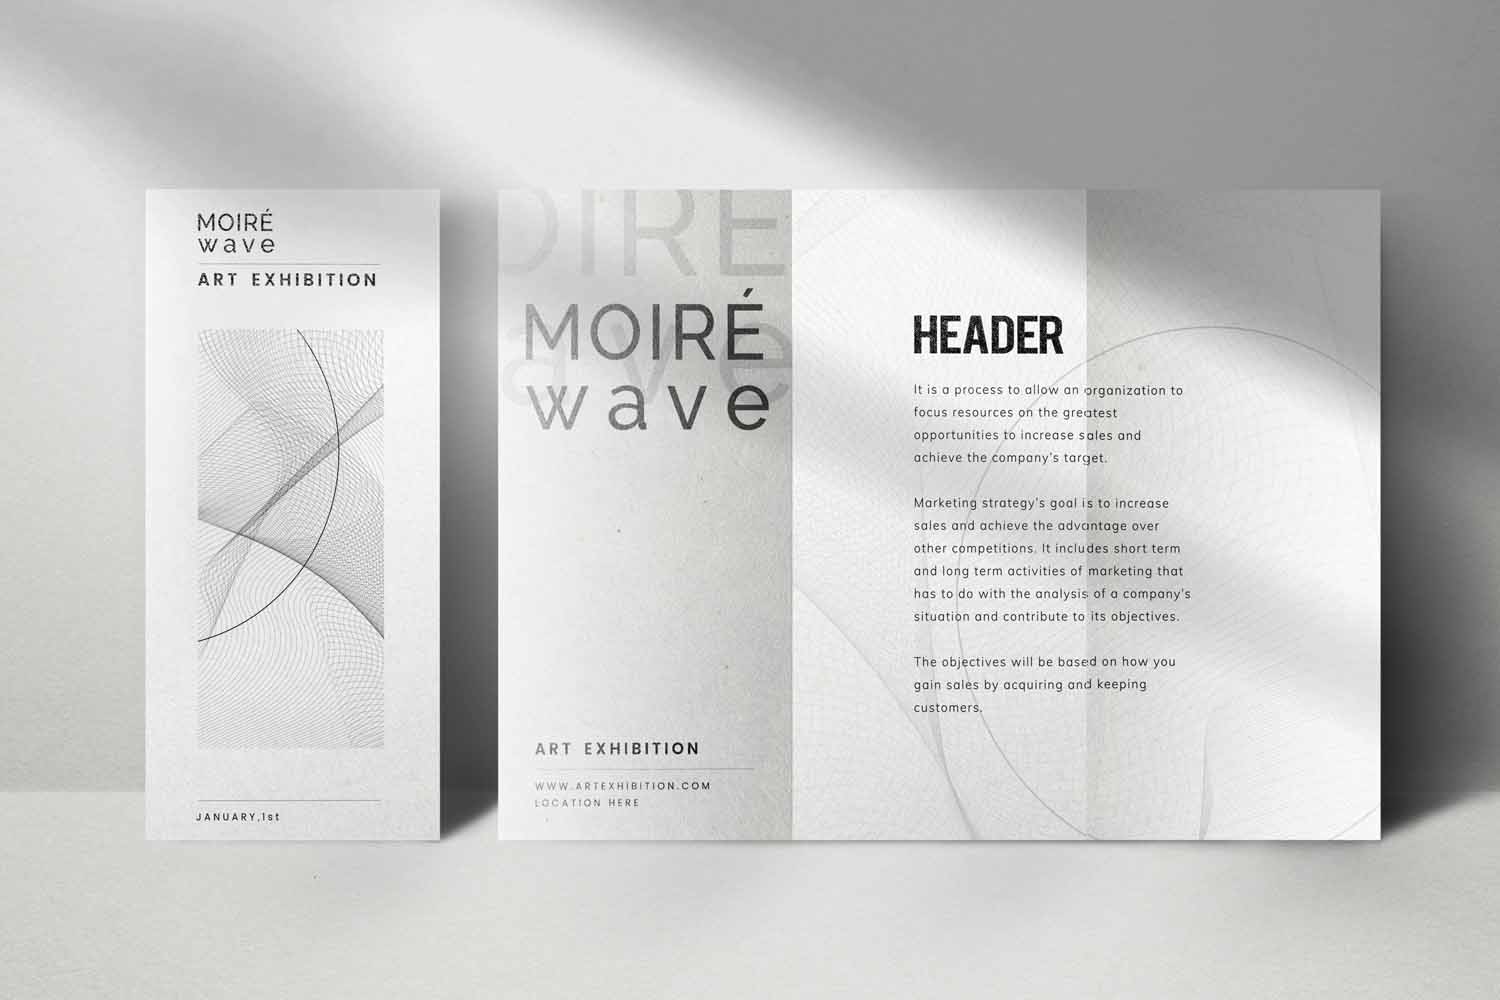 MOIRÉ
wave
ART EXHIBITION
JANUARY,1st
OIRÉ
ave
MOIRÉ
wave
ART EXHIBITION
WWW.ARTEXHIBITION.COM
LOCATION HERE
HEADER
It is a process to allow an organization to
focus resources on the greatest
opportunities to increase sales and
achieve the company's target.
Marketing strategy's goal is to increase
sales and achieve the advantage over
other competitions. It includes short term
and long term activities of marketing that
has to do with the analysis of a company's
situation and contribute to its objectives.
The objectives will be based on how you
gain sales by acquiring and keeping
customers.